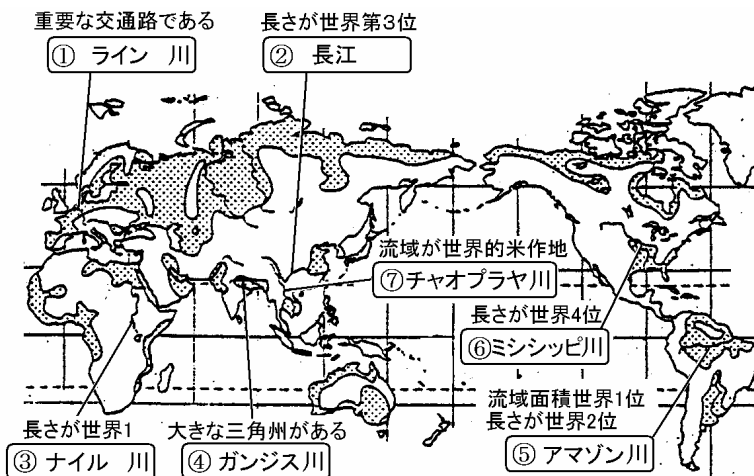 重要な交通路である
① ライン 川
長さが世界第3位
② 長江
流域が世界的米作地
⑦チャオプラヤ川
長さが世界4位
⑥ミシシッピ川
流域面積世界1位
長さが世界2位
⑤ アマゾン川
長さが世界1
③ ナイル 川
大きな三角州がある
④ ガンジス川